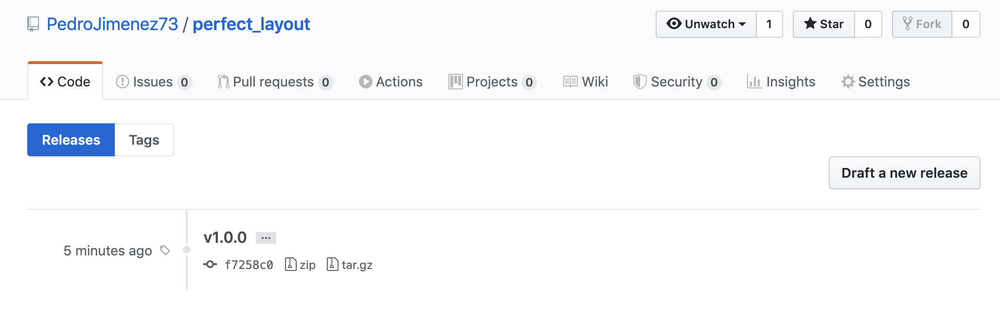 PedroJimenez73 / perfect_layout
Unwatch 1 Star 0 Fork 0
Code Issues 0 Pull requests 0 Actions Projects 0 Wiki Security 0 Insights Settings
Releases Tags
Draft a new release
v1.0.0 ...
5 minutes ago
f7258c0 zip tar.gz